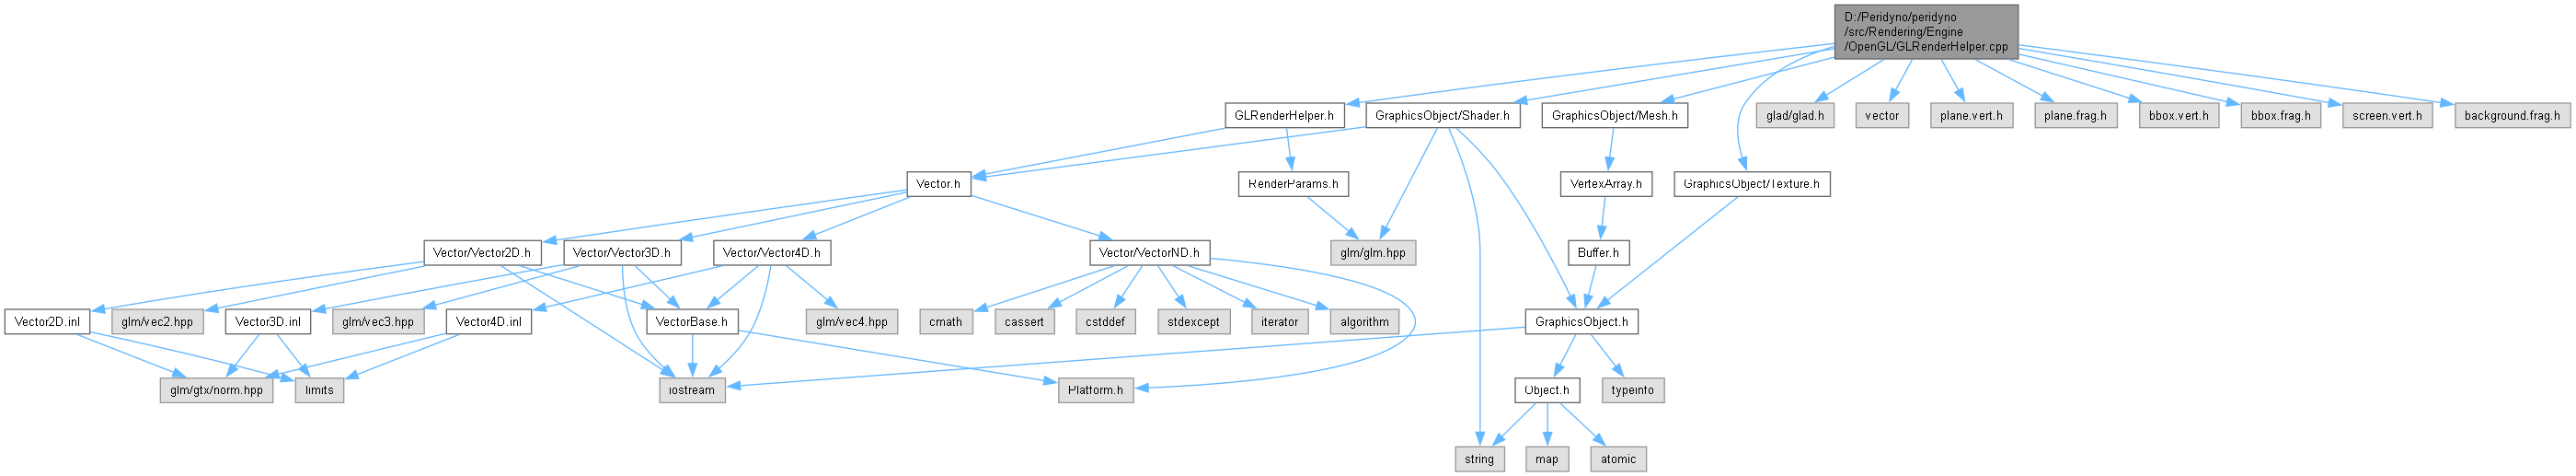 D:/Peridyno/peridyno
/src/Rendering/Engine
/OpenGL/GLRenderHelper.cpp
GLRenderHelper.h
GraphicsObject/Shader.h
GraphicsObject/Mesh.h
glad/glad.h
vector
plane.vert.h
plane.frag.h
bbox.vert.h
bbox.frag.h
screen.vert.h
background.frag.h
Vector.h
RenderParams.h
VertexArray.h
GraphicsObject/Texture.h
Vector/Vector2D.h
Vector/Vector3D.h
Vector/Vector4D.h
Vector/VectorND.h
glm/glm.hpp
Buffer.h
Vector2D.inl
glm/vec2.hpp
Vector3D.inl
glm/vec3.hpp
Vector4D.inl
VectorBase.h
glm/vec4.hpp
cmath
cassert
cstddef
stdexcept
iterator
algorithm
GraphicsObject.h
glm/gtx/norm.hpp
limits
iostream
Platform.h
Object.h
typeinfo
string
map
atomic